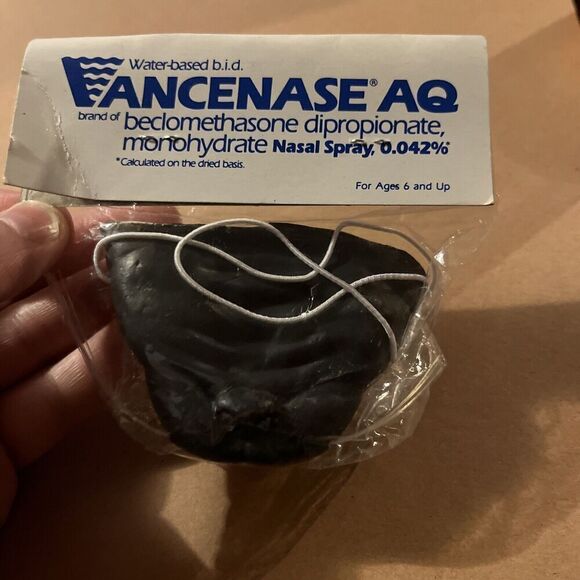 Water-based b.i.d.
VANCENASE® AQ
brand of beclomethasone dipropionate,
monohydrate Nasal Spray, 0.042%*
*Calculated on the dried basis.
For Ages 6 and Up